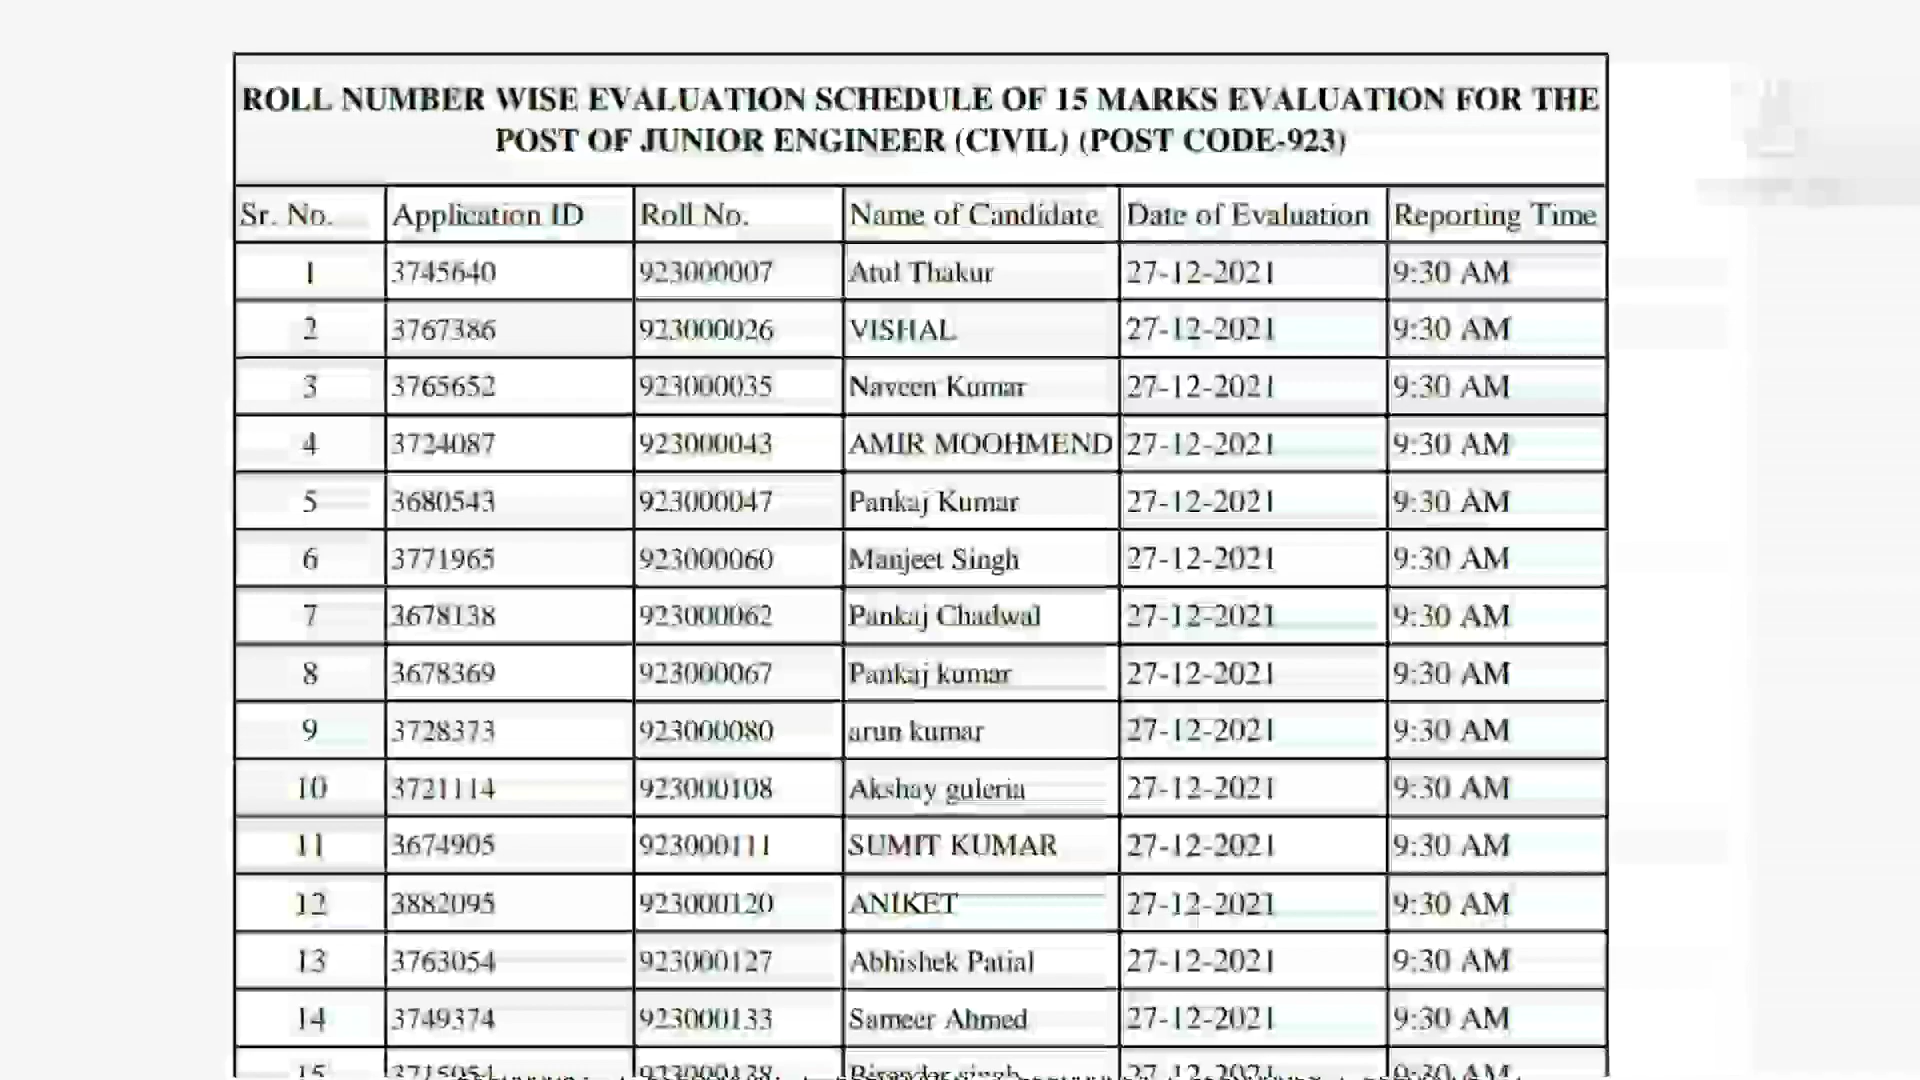 ROLL NUMBER WISE EVALUATION SCHEDULE OF 15 MARKS EVALUATION FOR THE
POST OF JUNIOR ENGINEER (CIVIL) (POST CODE-923)
Sr. No. Application ID Roll No. Name of Candidate Date of Evaluation Reporting Time
1 3745640 923000007 Atul Thakur 27-12-2021 9:30 AM
2 3767386 923000026 VISHAL 27-12-2021 9:30 AM
3 3765652 923000035 Naveen Kumar 27-12-2021 9:30 AM
4 3724087 923000043 AMIR MOOHMEND 27-12-2021 9:30 AM
5 3680543 923000047 Pankaj Kumar 27-12-2021 9:30 AM
6 3771965 923000060 Manjeet Singh 27-12-2021 9:30 AM
7 3678138 923000062 Pankaj Chadwal 27-12-2021 9:30 AM
8 3678369 923000067 Pankaj kumar 27-12-2021 9:30 AM
9 3728373 923000080 arun kumar 27-12-2021 9:30 AM
10 3721114 923000108 Akshay guleria 27-12-2021 9:30 AM
11 3674905 923000111 SUMIT KUMAR 27-12-2021 9:30 AM
12 3882095 923000120 ANIKET 27-12-2021 9:30 AM
13 3763054 923000127 Abhishek Patial 27-12-2021 9:30 AM
14 3749374 923000133 Sameer Ahmed 27-12-2021 9:30 AM
15 27-12-2021 9:30 AM